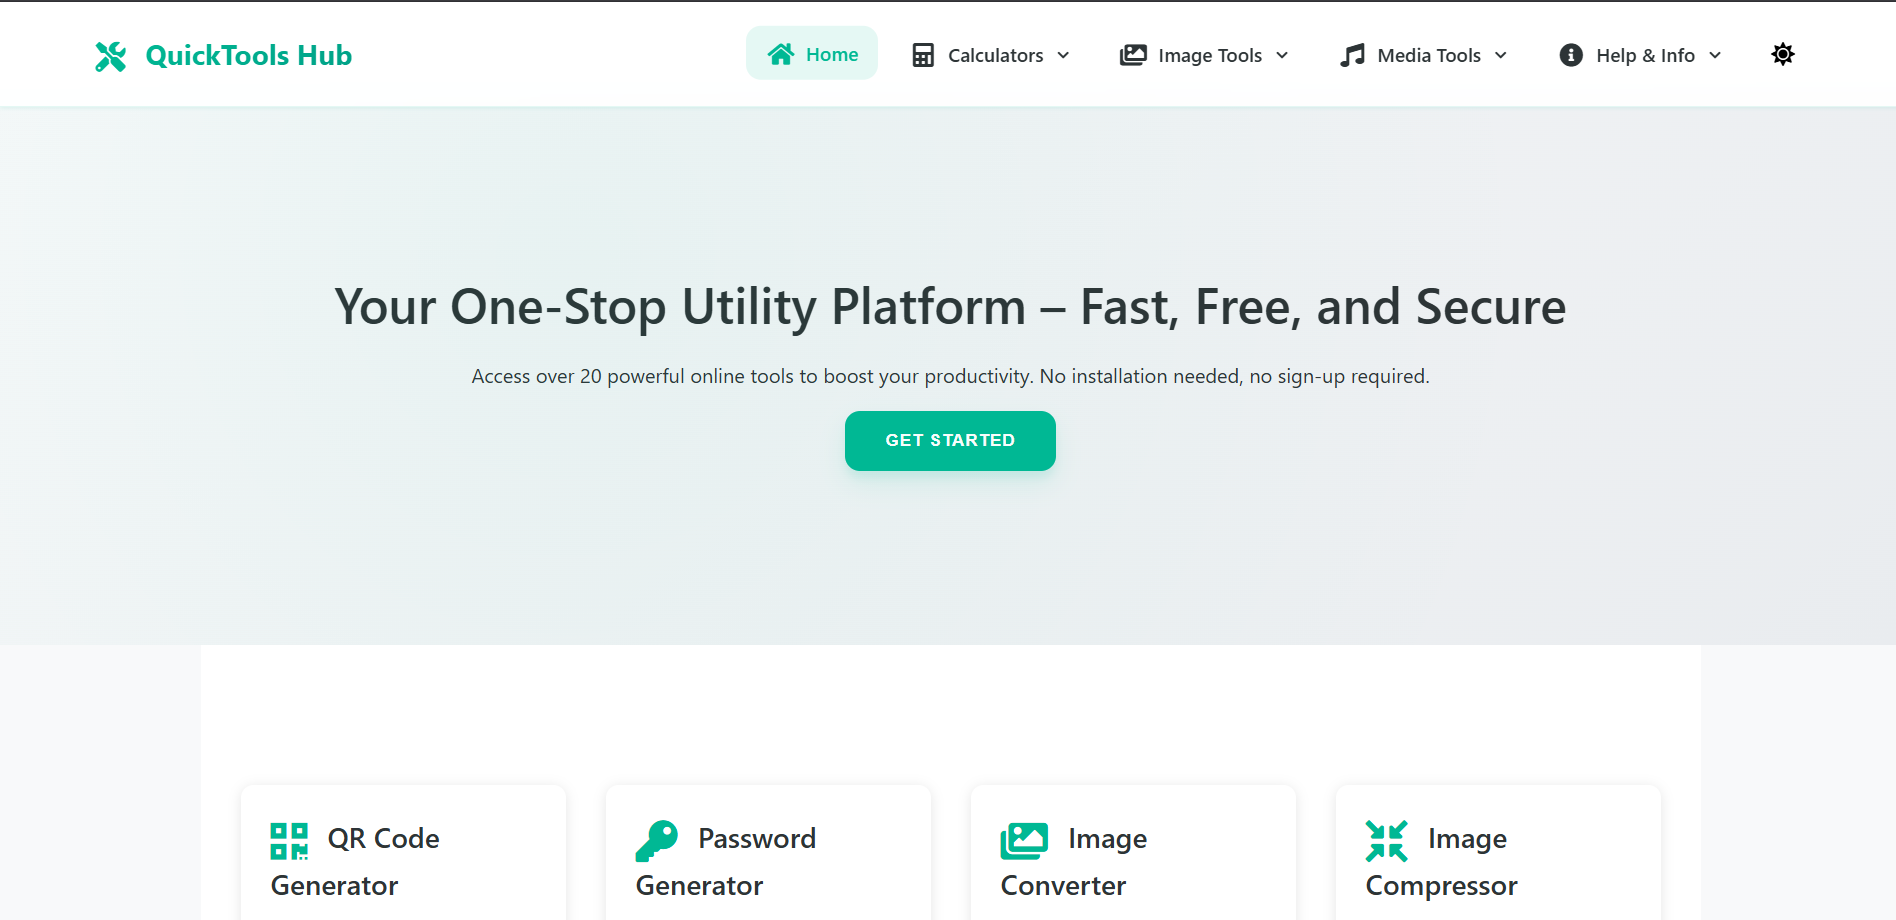 QuickTools Hub
Home
Calculators
Image Tools
Media Tools
Help & Info
Your One-Stop Utility Platform – Fast, Free, and Secure
Access over 20 powerful online tools to boost your productivity. No installation needed, no sign-up required.
GET STARTED
QR Code
Generator
Password
Generator
Image
Converter
Image
Compressor